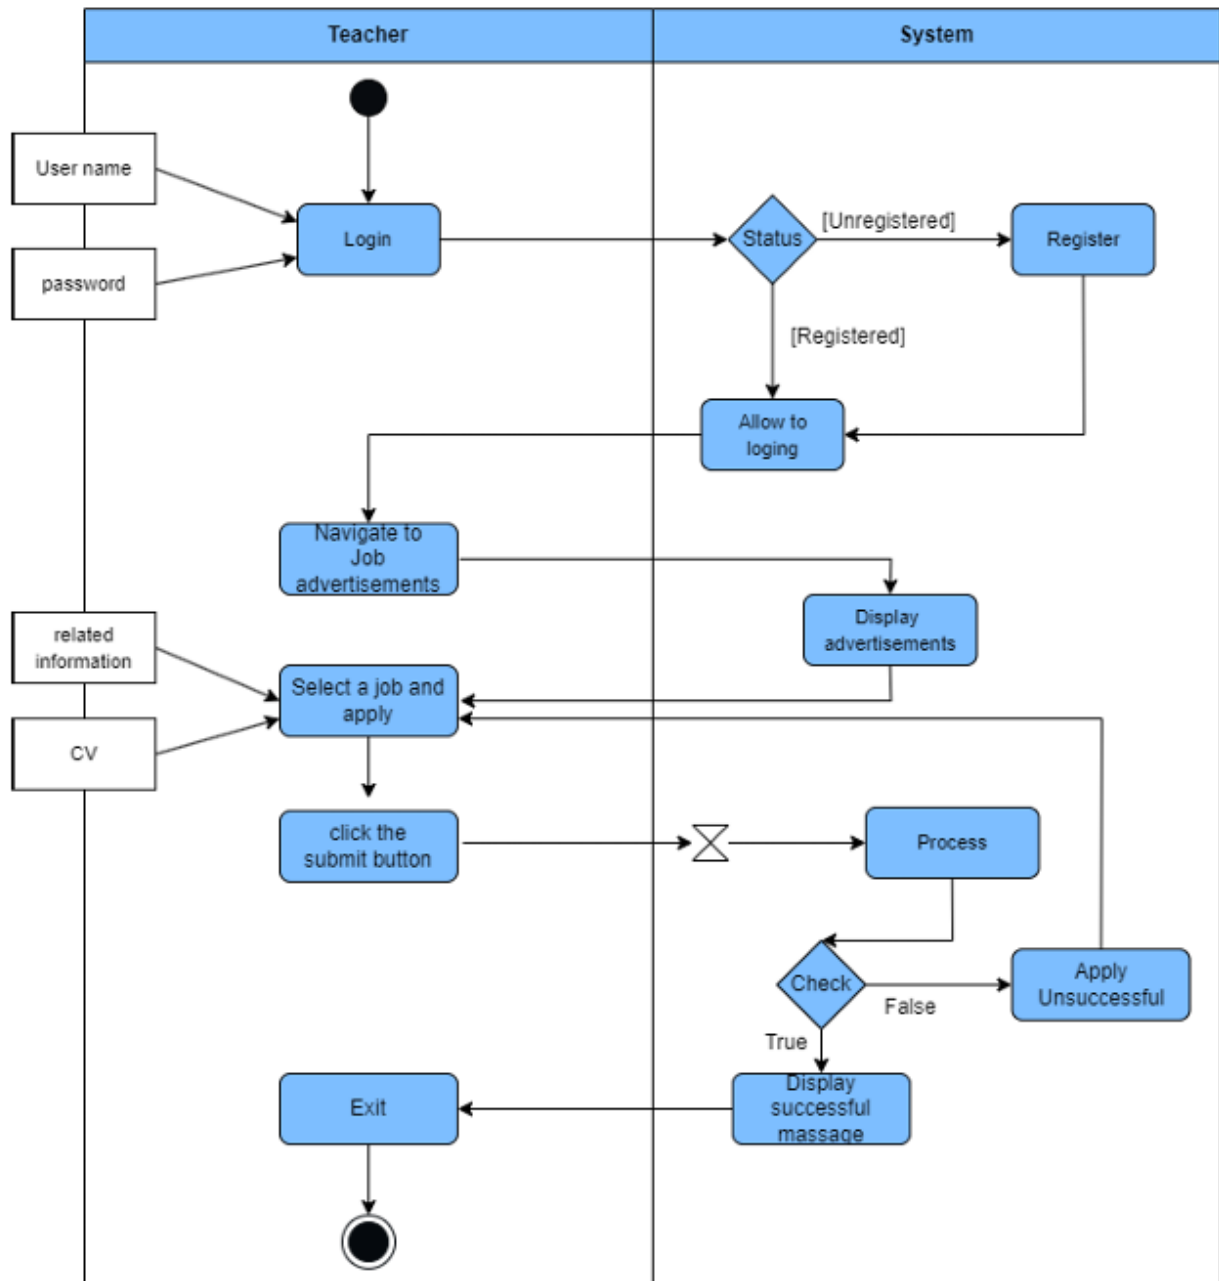 Teacher
System
User name
Login
Status
[Unregistered]
Register
password
[Registered]
Allow to
loging
Navigate to
Job
advertisements
Display
advertisements
related
information
Select a job and
apply
CV
click the
submit button
Process
Check
False
Apply
Unsuccessful
True
Display
successful
massage
Exit